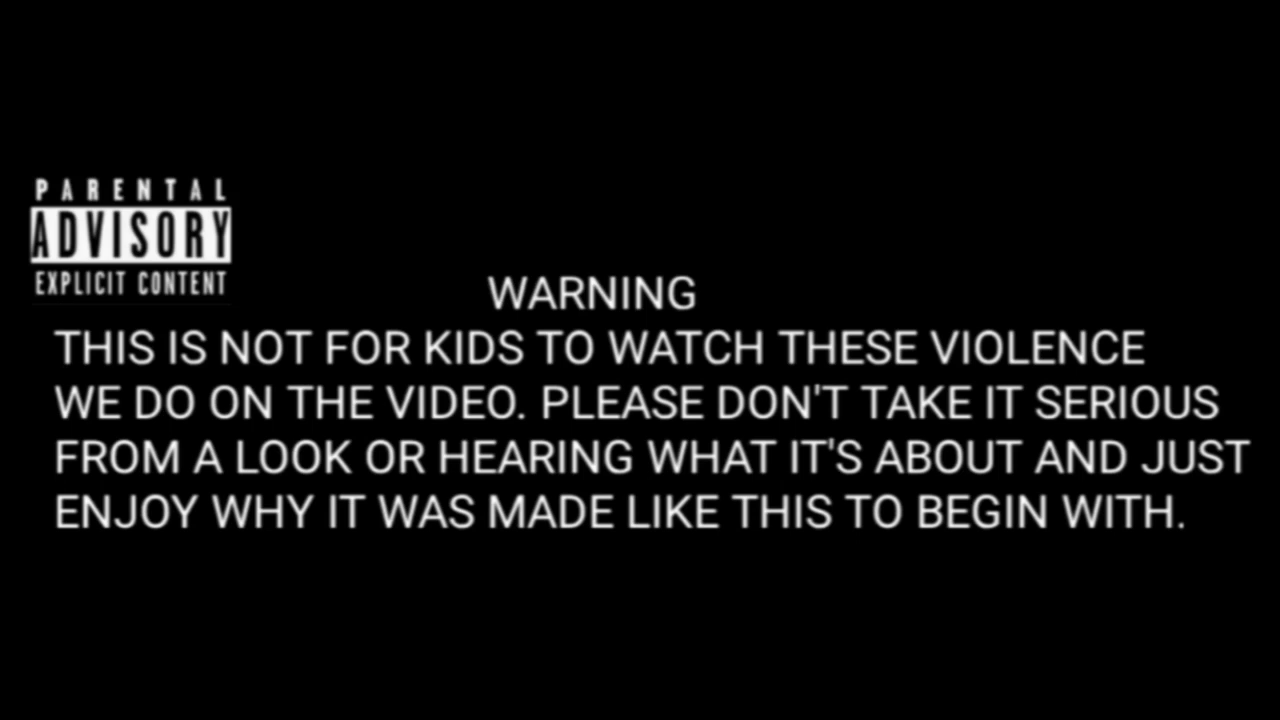 PARENTAL
ADVISORY
EXPLICIT CONTENT
WARNING
THIS IS NOT FOR KIDS TO WATCH THESE VIOLENCE
WE DO ON THE VIDEO. PLEASE DON'T TAKE IT SERIOUS
FROM A LOOK OR HEARING WHAT IT'S ABOUT AND JUST
ENJOY WHY IT WAS MADE LIKE THIS TO BEGIN WITH.